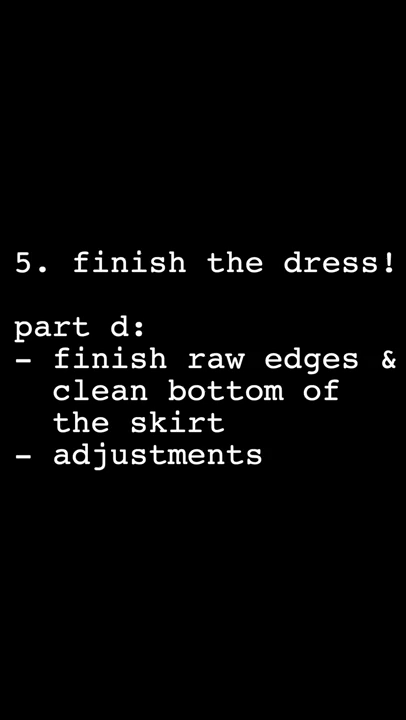 5. finish the dress!
part d:
- finish raw edges &
clean bottom of
the skirt
- adjustments